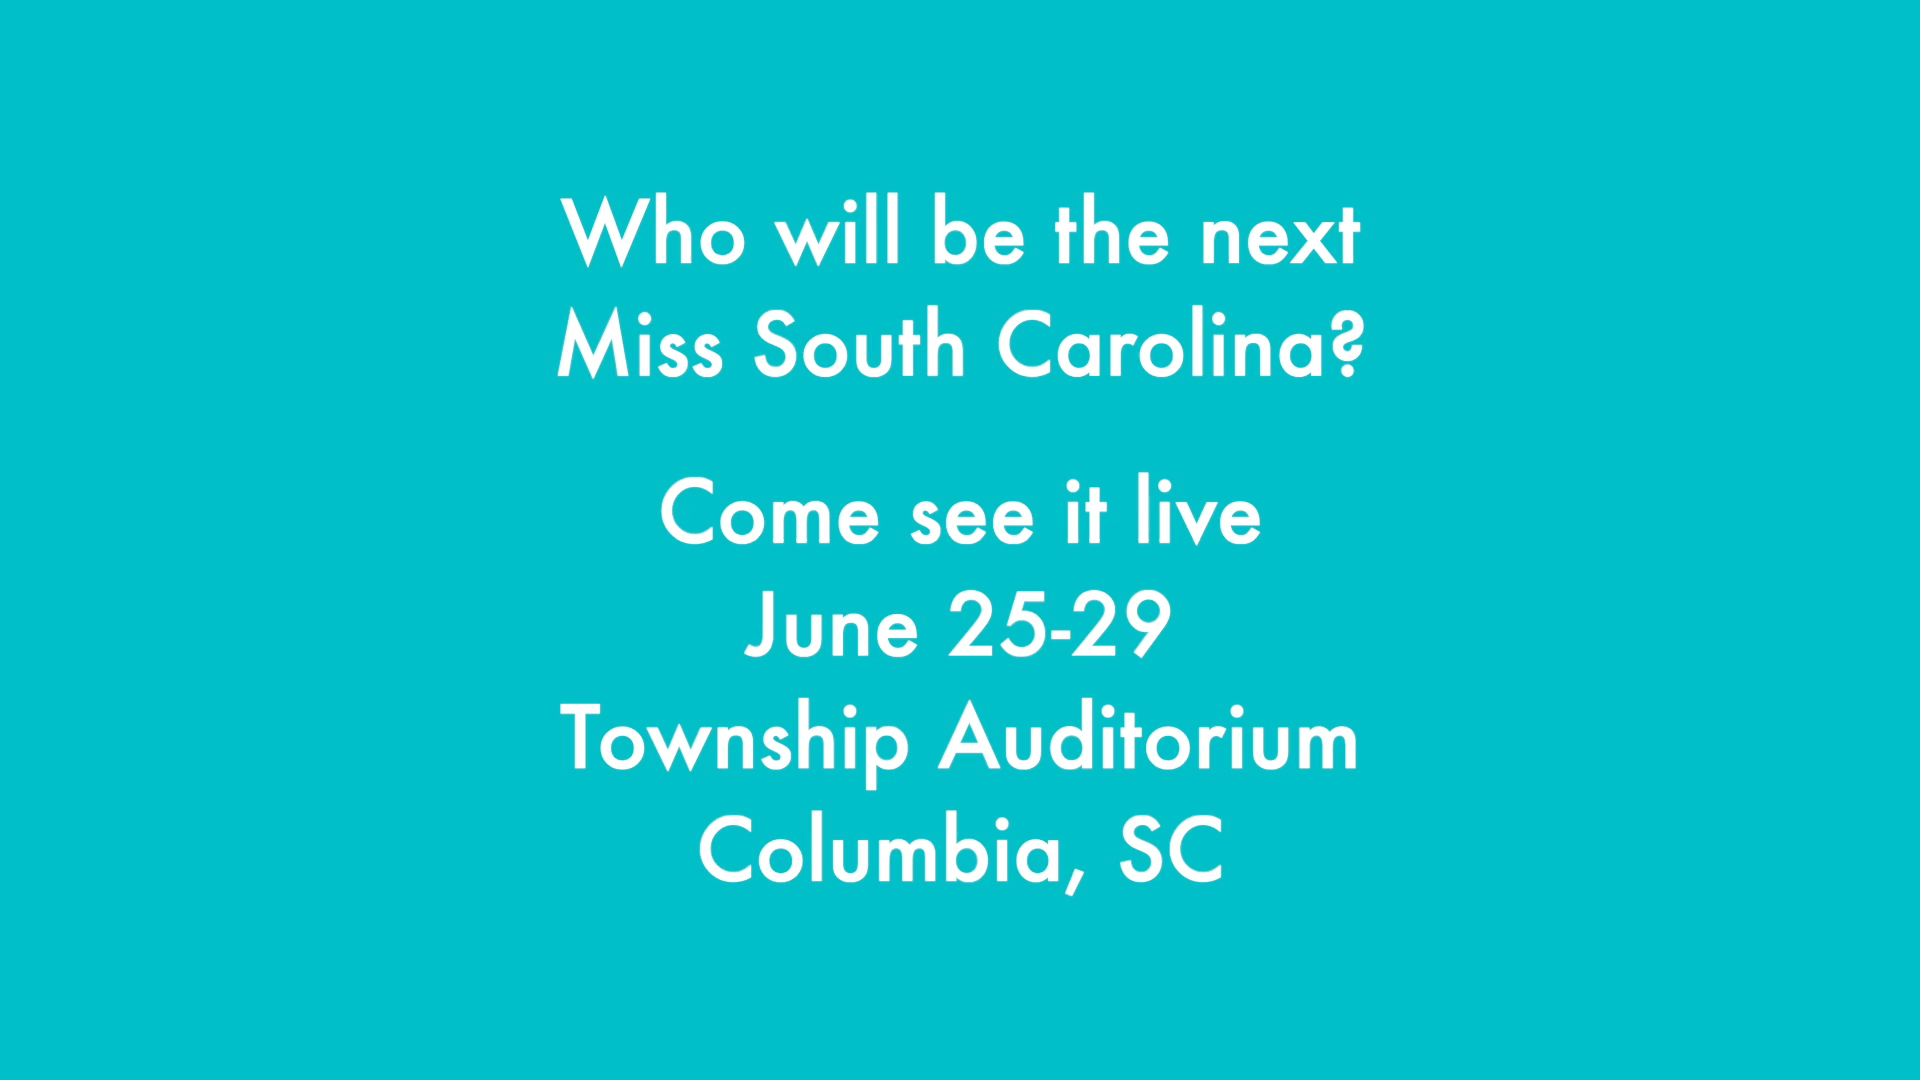 Who will be the next
Miss South Carolina?
Come see it live
June 25-29
Township Auditorium
Columbia, SC